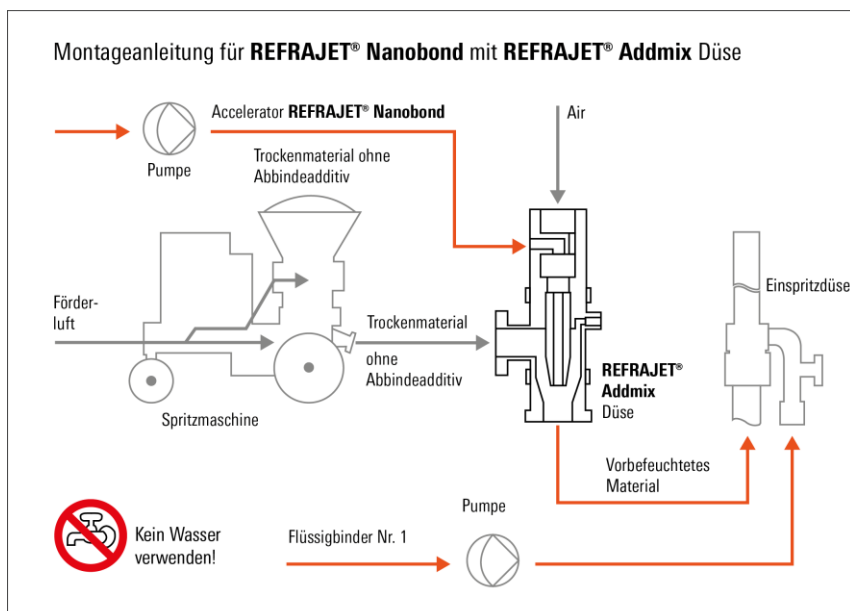 Montageanleitung für REFRAJET® Nanobond mit REFRAJET® Addmix Düse
Accelerator REFRAJET® Nanobond
Air
Pumpe
Trockenmaterial ohne
Abbindeadditiv
Einspritzdüse
Förder-
luft
Trockenmaterial
ohne
Abbindeadditiv
REFRAJET®
Addmix
Düse
Spritzmaschine
Vorbefeuchtetes
Material
Pumpe
Kein Wasser
verwenden!
Flüssigbinder Nr. 1